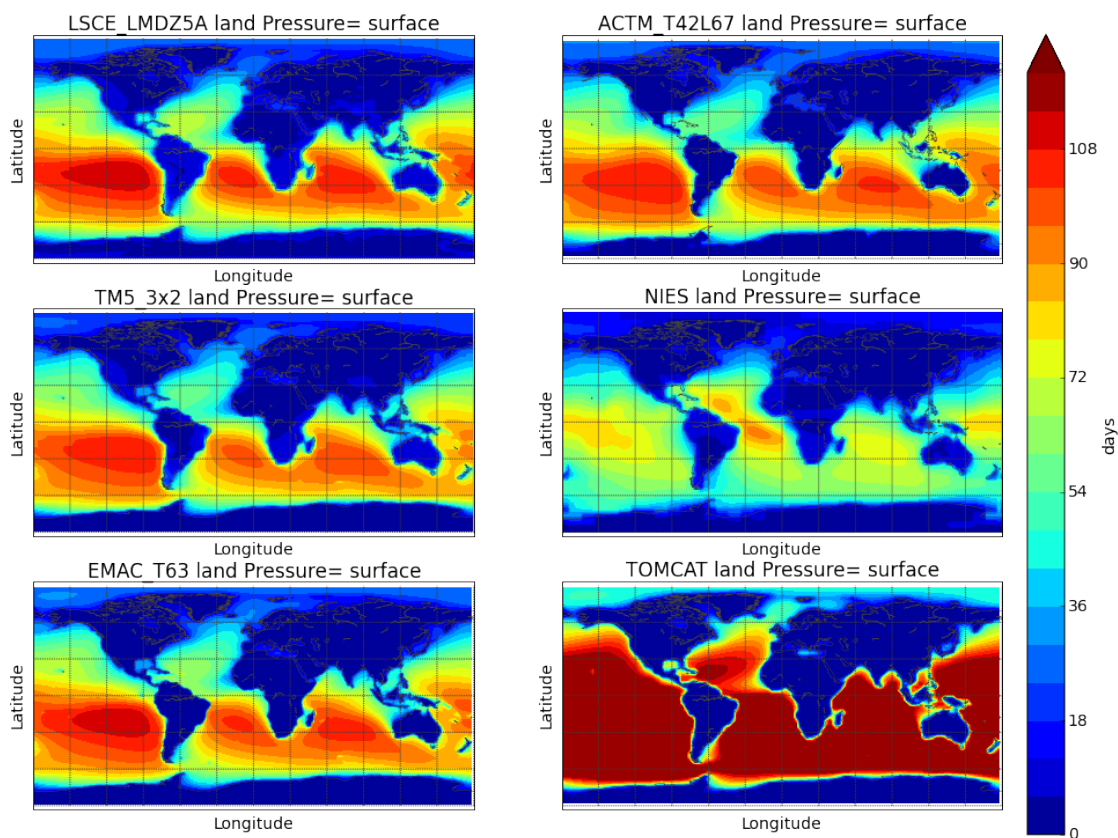 LSCE_LMDZ5A land Pressure= surface
Latitude
Longitude
ACTM_T42L67 land Pressure= surface
Latitude
Longitude
TM5_3x2 land Pressure= surface
Latitude
Longitude
NIES land Pressure= surface
Latitude
Longitude
EMAC_T63 land Pressure= surface
Latitude
Longitude
TOMCAT land Pressure= surface
Latitude
Longitude
108
90
72
54
36
18
0
days